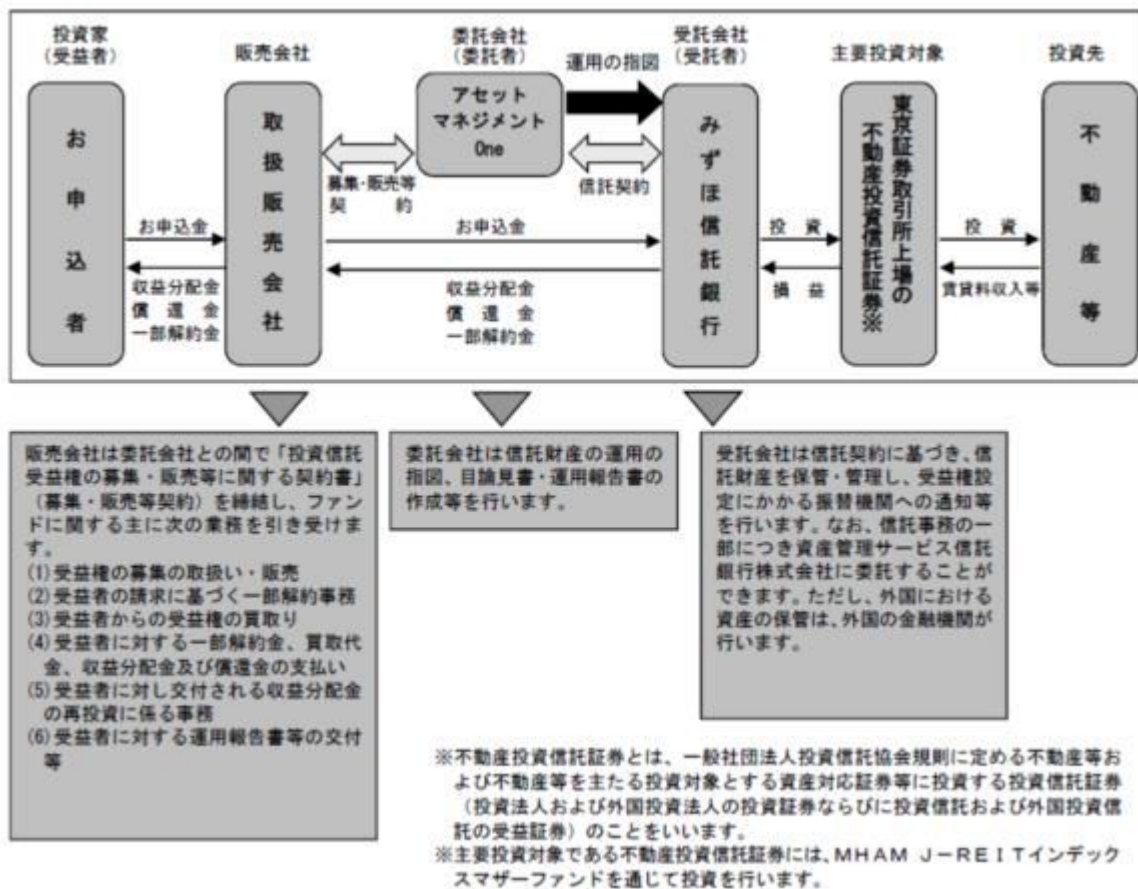 投資家
（受益者）
販売会社
委託会社
（委託者）
運用の指図
受託会社
（受託者）
主要投資対象
投資先
お申込者
取扱販売会社
アセット
マネジメント
One
みずほ信託銀行
東京証券取引所上場の
不動産投資信託証券※
不動産等
募集・販売等
契約
信託契約
お申込金
収益分配金
償還金
一部解約金
お申込金
収益分配金
償還金
一部解約金
投資
損益
投資
賃貸料収入等
販売会社は委託会社との間で「投資信託
受益権の募集・販売等に関する契約書」
（募集・販売等契約）を締結し、ファン
ドに関する主に次の業務を引き受けま
す。
(1)受益権の募集の取扱い・販売
(2)受益者の請求に基づく一部解約事務
(3)受益者からの受益権の買取り
(4)受益者に対する一部解約金、買取代
金、収益分配金及び償還金の支払い
(5)受益者に対し交付される収益分配金
の再投資に係る事務
(6)受益者に対する運用報告書等の交付
等
委託会社は信託財産の運用の
指図、目論見書・運用報告書の
作成等を行います。
受託会社は信託契約に基づき、信
託財産を保管・管理し、受益権設
定にかかる振替機関への通知等
を行います。なお、信託事務の一
部につき資産管理サービス信託
銀行株式会社に委託することが
できます。ただし、外国における
資産の保管は、外国の金融機関が
行います。
※不動産投資信託証券とは、一般社団法人投資信託協会規則に定める不動産等お
よび不動産等を主たる投資対象とする資産対応証券等に投資する投資信託証券
（投資法人および外国投資法人の投資証券ならびに投資信託および外国投資信
託の受益証券）のことをいいます。
※主要投資対象である不動産投資信託証券には、ＭＨＡＭ Ｊ－ＲＥＩＴインデック
スマザーファンドを通じて投資を行います。